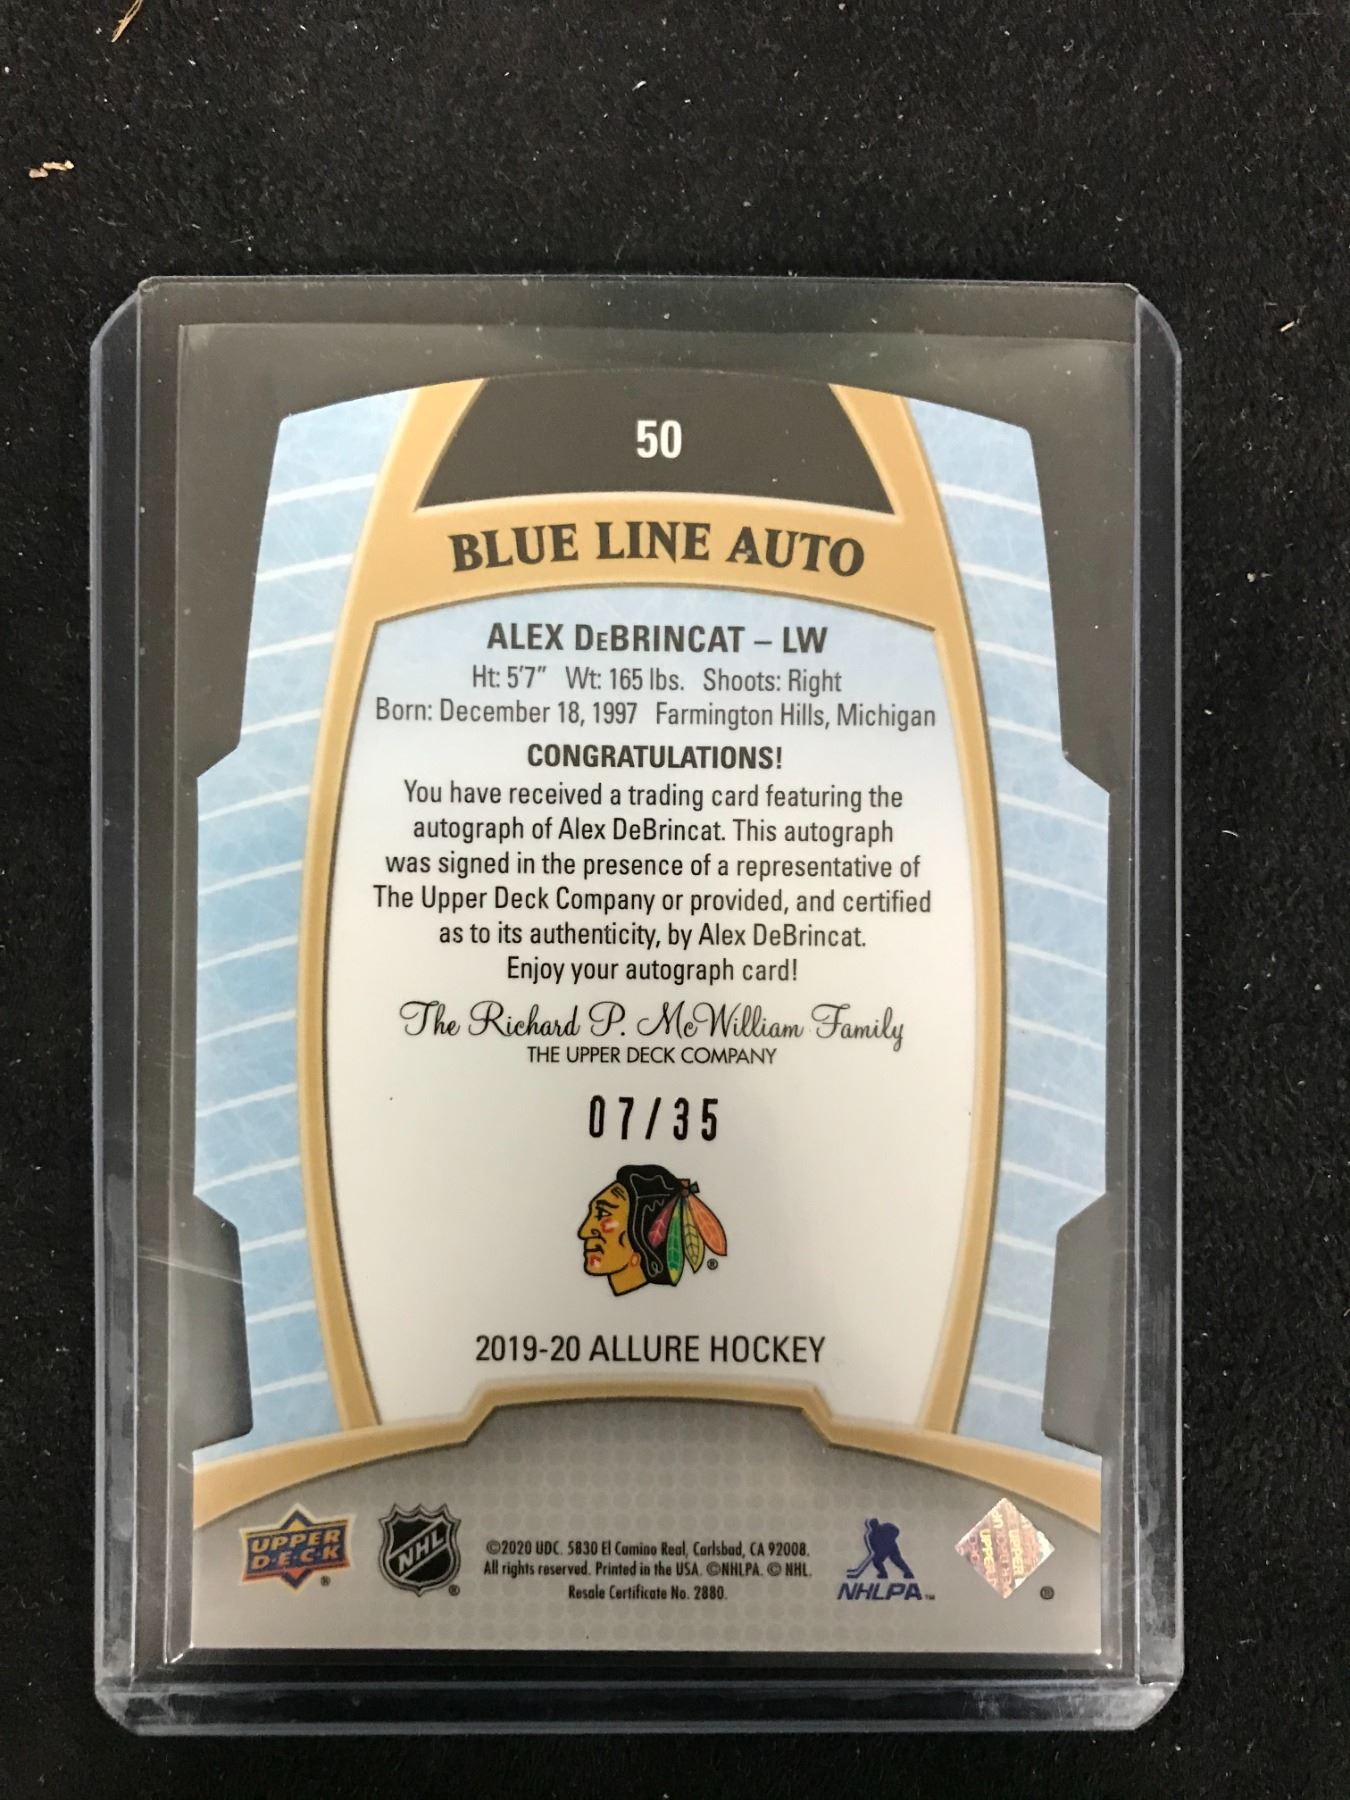 50
BLUE LINE AUTO
ALEX DEBRINCAT – LW
Ht: 5'7" Wt: 165 lbs. Shoots: Right
Born: December 18, 1997 Farmington Hills, Michigan
CONGRATULATIONS!
You have received a trading card featuring the
autograph of Alex DeBrincat. This autograph
was signed in the presence of a representative of
The Upper Deck Company or provided, and certified
as to its authenticity, by Alex DeBrincat.
Enjoy your autograph card!
The Richard P. McWilliam Family
THE UPPER DECK COMPANY
07/35
®
2019-20 ALLURE HOCKEY
UPPER
D·E·C·K
®
NHL
®
©2020 UDC. 5830 El Camino Real, Carlsbad, CA 92008.
All rights reserved. Printed in the USA. ©NHLPA. © NHL.
Resale Certificate No. 2880.
NHLPA™
UPPER
®